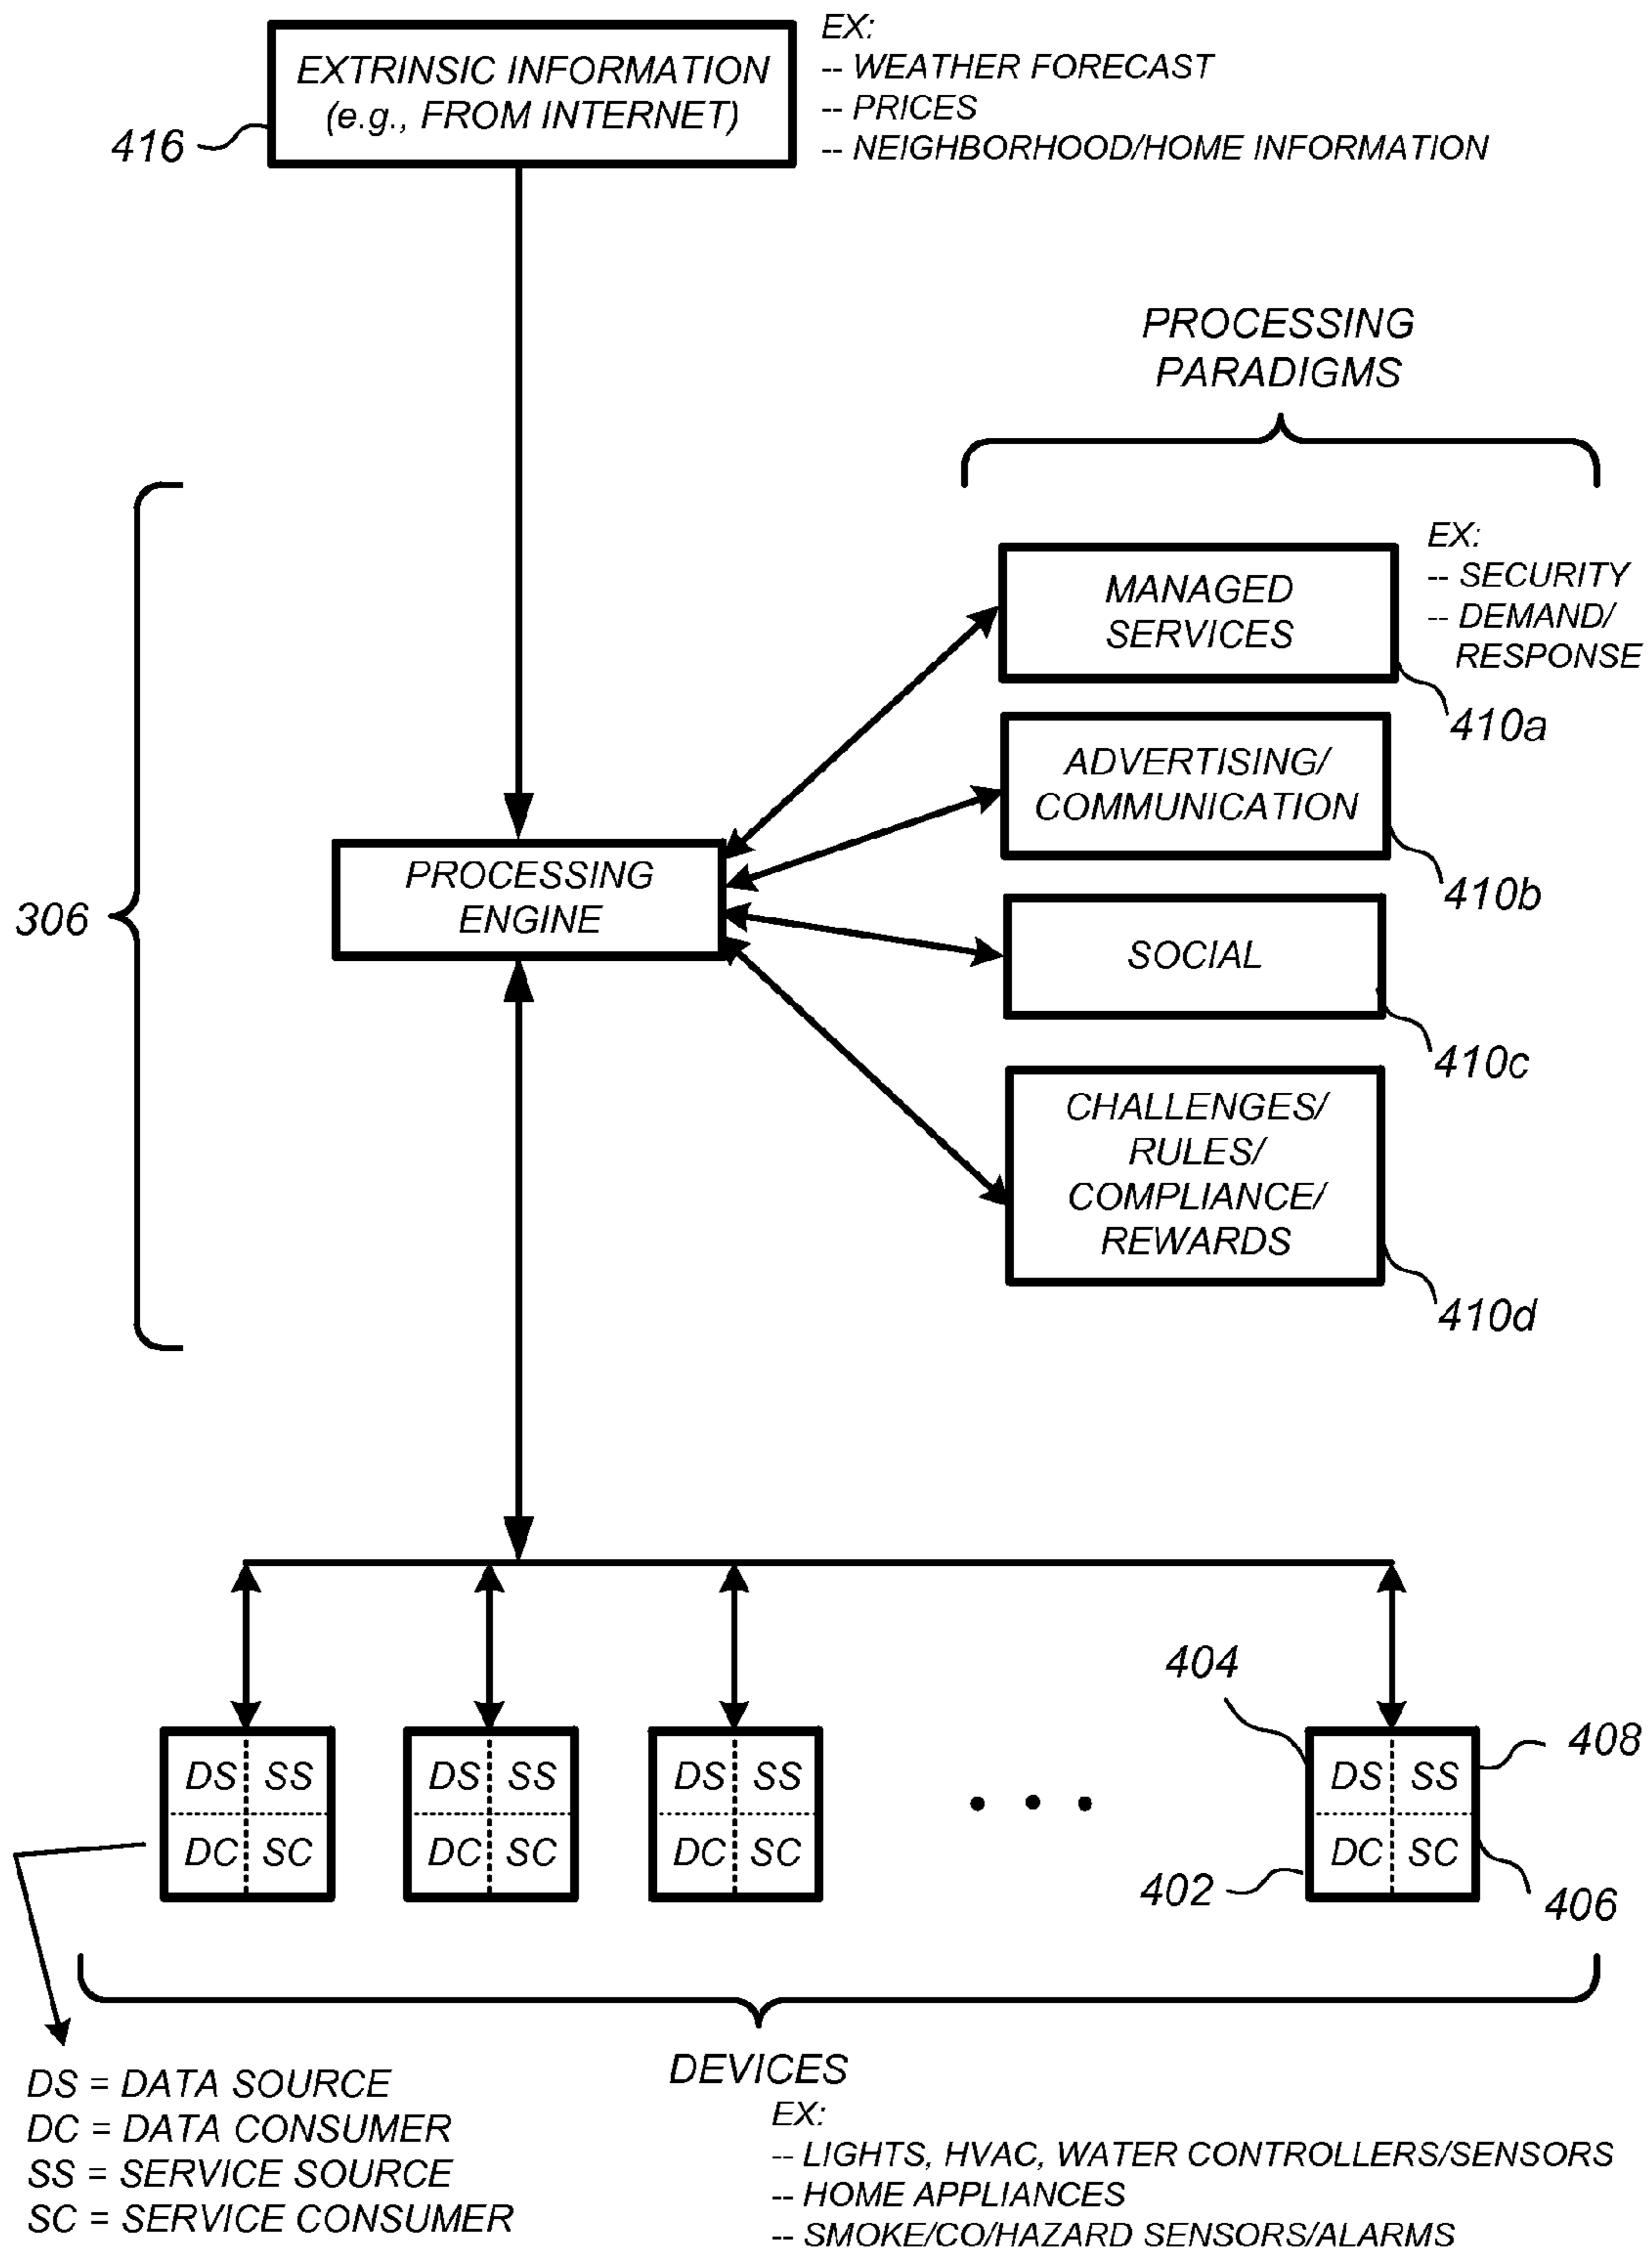 EXTRINSIC INFORMATION
(e.g., FROM INTERNET)
416
EX:
-- WEATHER FORECAST
-- PRICES
-- NEIGHBORHOOD/HOME INFORMATION
PROCESSING
PARADIGMS
306
PROCESSING
ENGINE
MANAGED
SERVICES
EX:
-- SECURITY
-- DEMAND/
RESPONSE
410a
ADVERTISING/
COMMUNICATION
410b
SOCIAL
410c
CHALLENGES/
RULES/
COMPLIANCE/
REWARDS
410d
404
408
DS SS
DC SC
DS SS
DC SC
DS SS
DC SC
DS SS
DC SC
402
406
DS = DATA SOURCE
DC = DATA CONSUMER
SS = SERVICE SOURCE
SC = SERVICE CONSUMER
DEVICES
EX:
-- LIGHTS, HVAC, WATER CONTROLLERS/SENSORS
-- HOME APPLIANCES
-- SMOKE/CO/HAZARD SENSORS/ALARMS